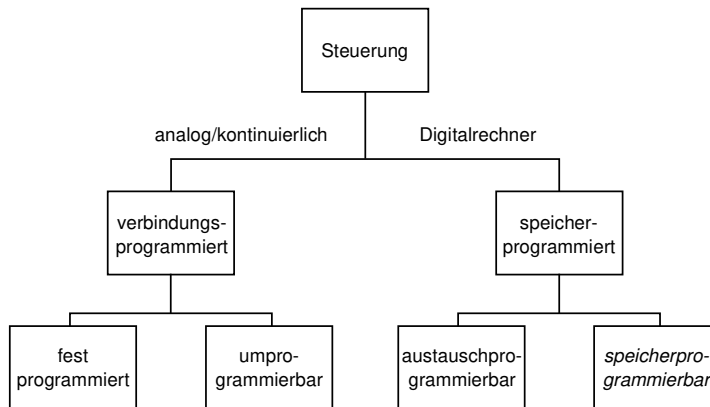 Steuerung
analog/kontinuierlich
Digitalrechner
verbindungs-
programmiert
speicher-
programmiert
fest
programmiert
umpro-
grammierbar
austauschpro-
grammierbar
speicherpro-
grammierbar